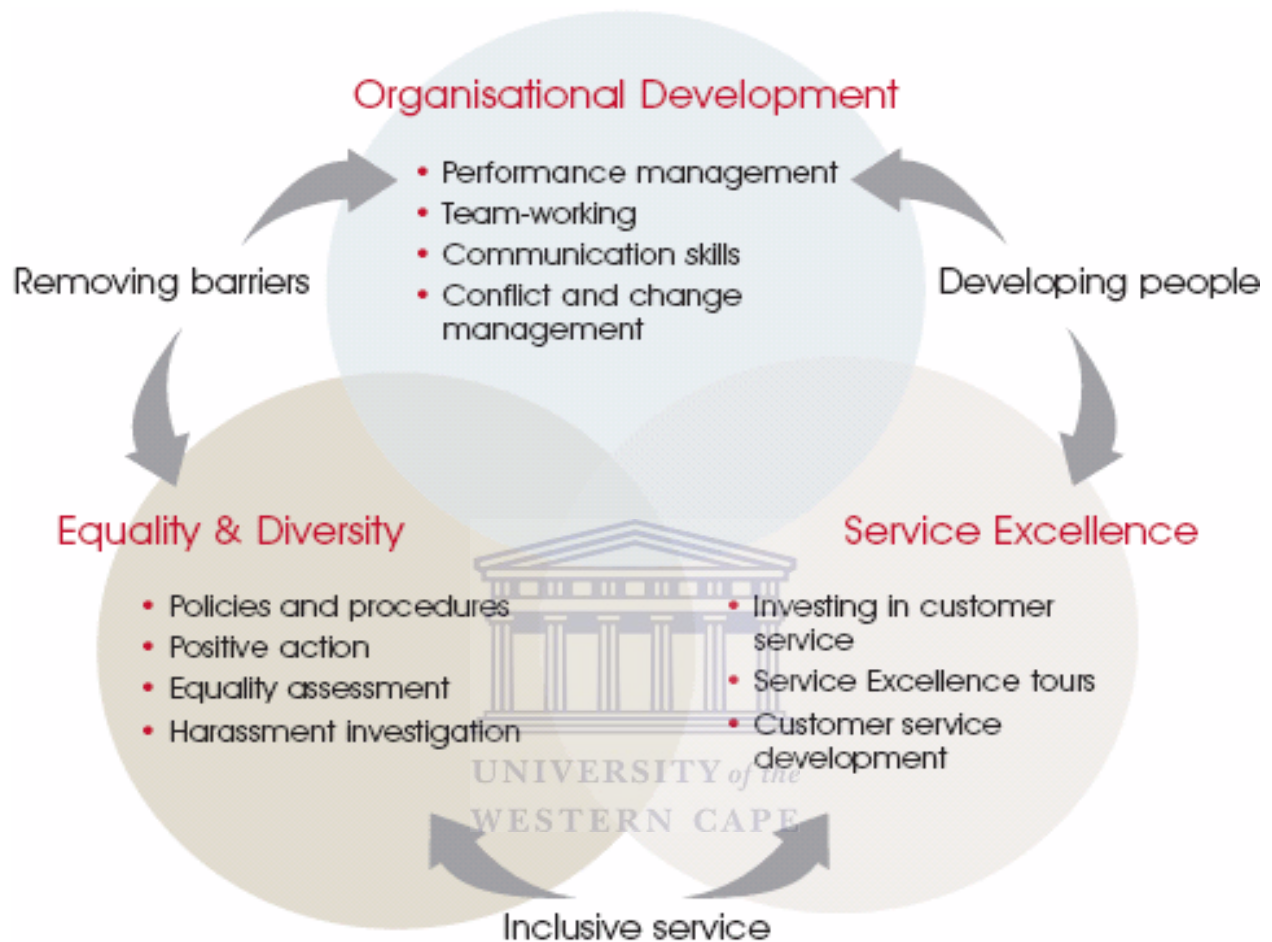 Organisational Development
• Performance management
• Team-working
• Communication skills
• Conflict and change
management
Removing barriers
Developing people
Equality & Diversity
• Policies and procedures
• Positive action
• Equality assessment
• Harassment investigation
Service Excellence
• Investing in customer
service
• Service Excellence tours
• Customer service
development
UNIVERSITY of the
WESTERN CAPE
Inclusive service